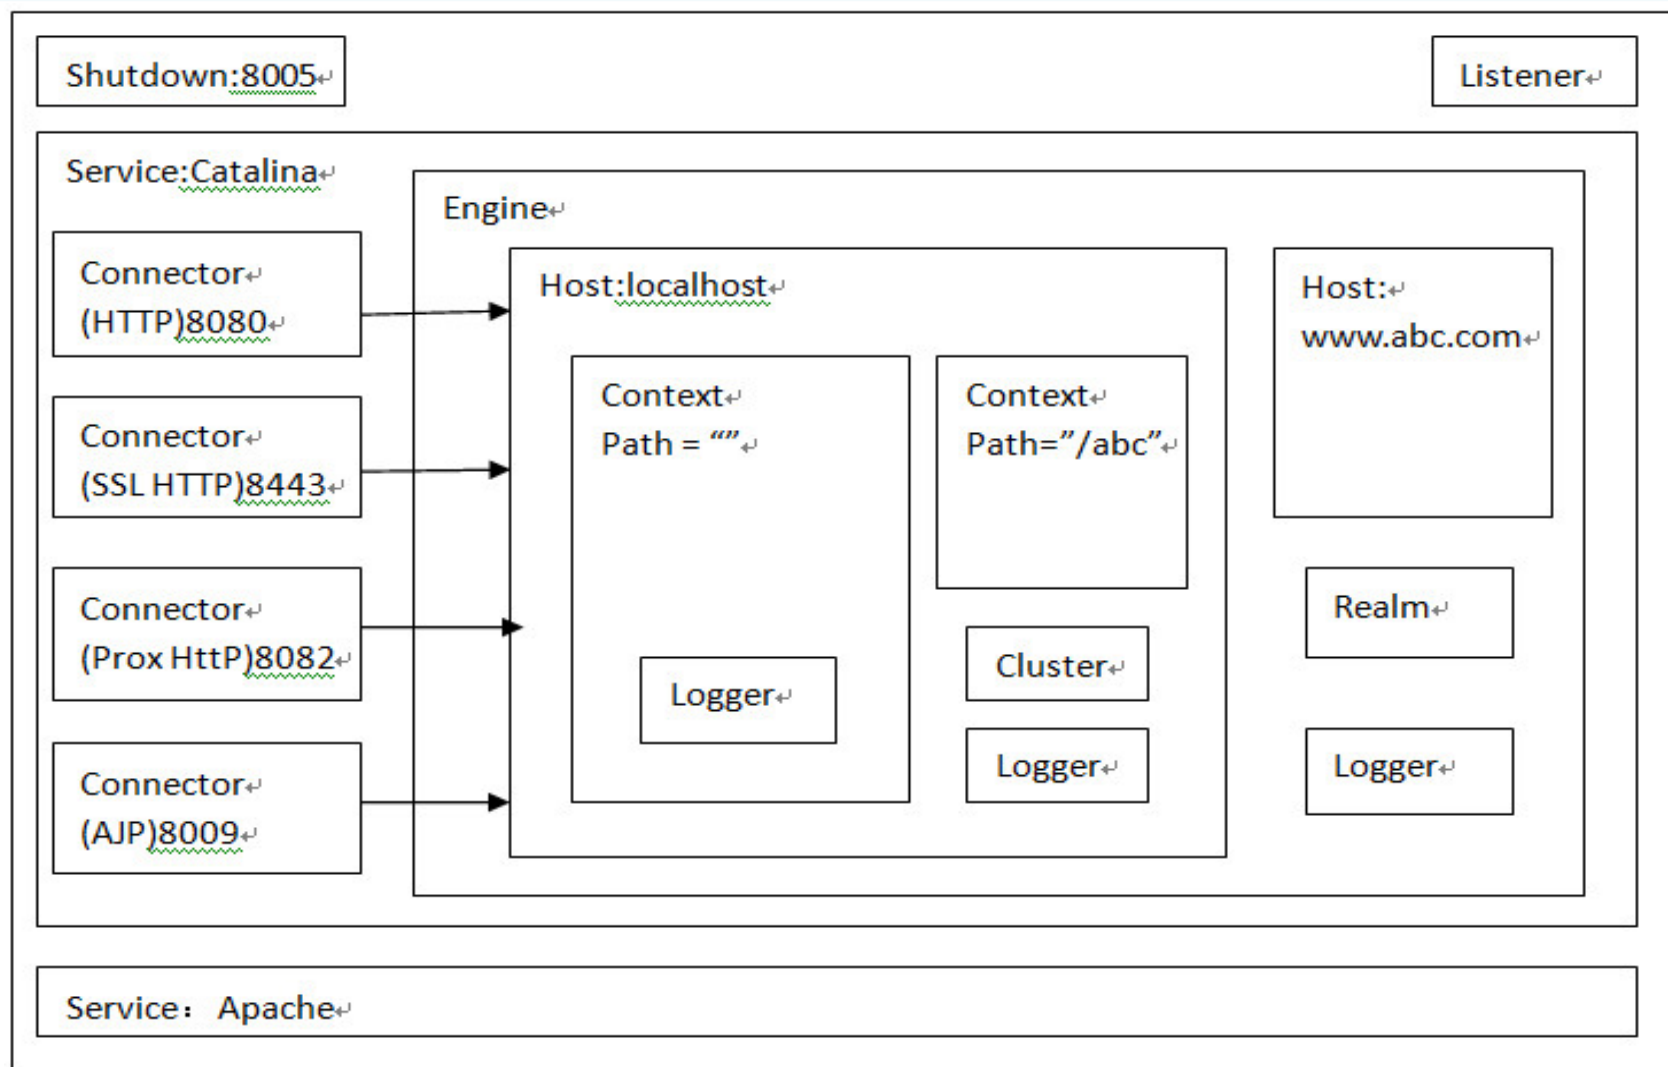 Shutdown:8005
Listener
Service:Catalina
Engine
Connector
(HTTP)8080
Host:localhost
Host:
www.abc.com
Context
Path = “”
Context
Path=”/abc”
Connector
(SSL HTTP)8443
Connector
(Prox HttP)8082
Realm
Cluster
Logger
Logger
Logger
Connector
(AJP)8009
Service：Apache